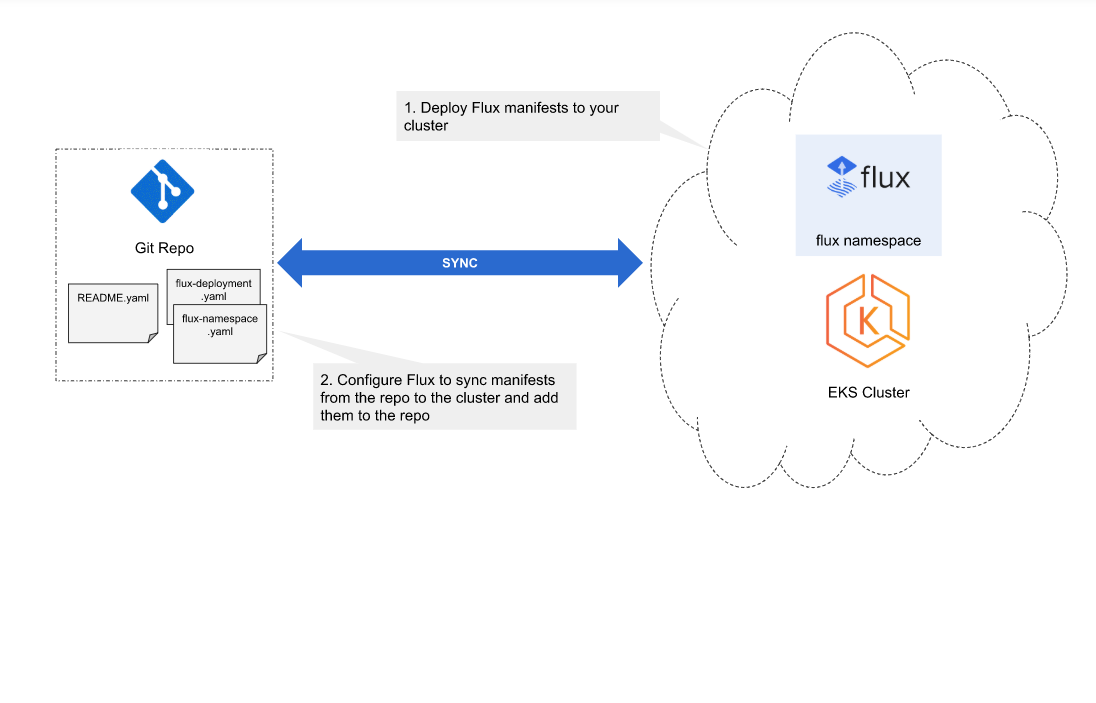 1. Deploy Flux manifests to your
cluster
flux
flux namespace
Git Repo
SYNC
README.yaml
flux-deployment
.yaml
flux-namespace
.yaml
K
EKS Cluster
2. Configure Flux to sync manifests
from the repo to the cluster and add
them to the repo